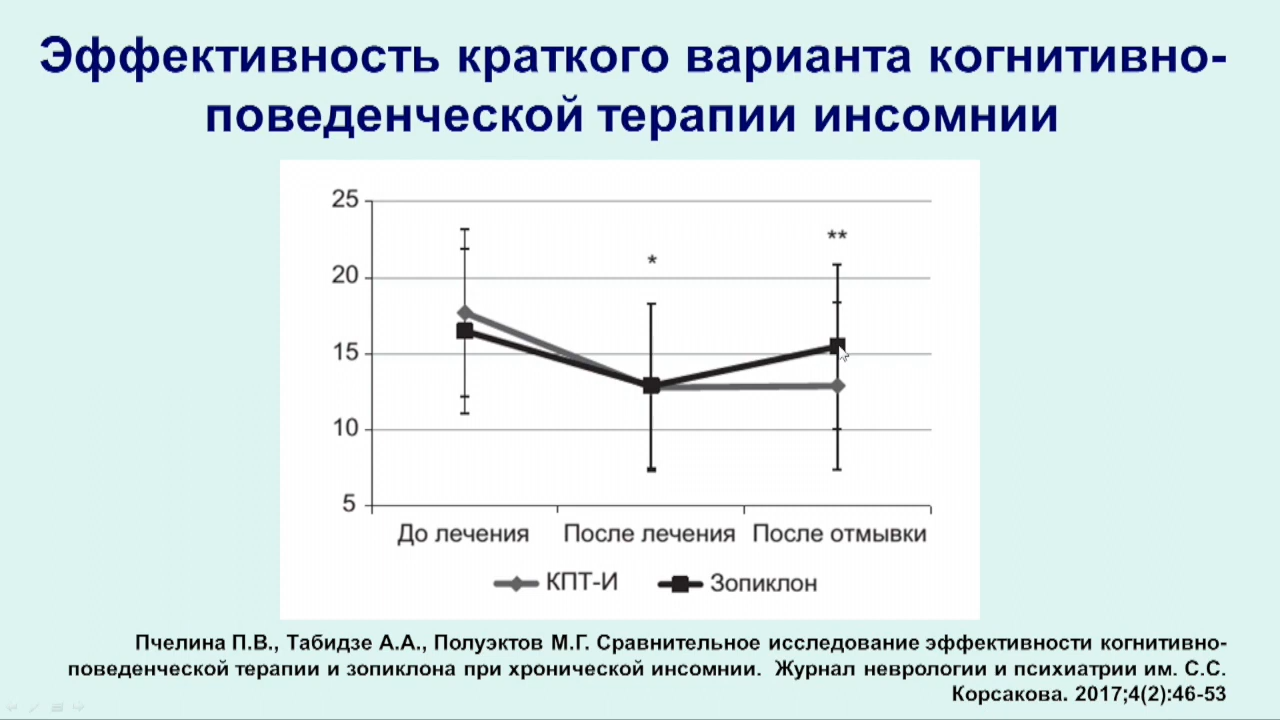 Эффективность краткого варианта когнитивно-
поведенческой терапии инсомнии
25
20
15
10
5
*
**
До лечения После лечения После отмывки
КПТ-И Зопиклон
Пчелина П.В., Табидзе А.А., Полуэктов М.Г. Сравнительное исследование эффективности когнитивно-
поведенческой терапии и зопиклона при хронической инсомнии. Журнал неврологии и психиатрии им. С.С.
Корсакова. 2017;4(2):46-53